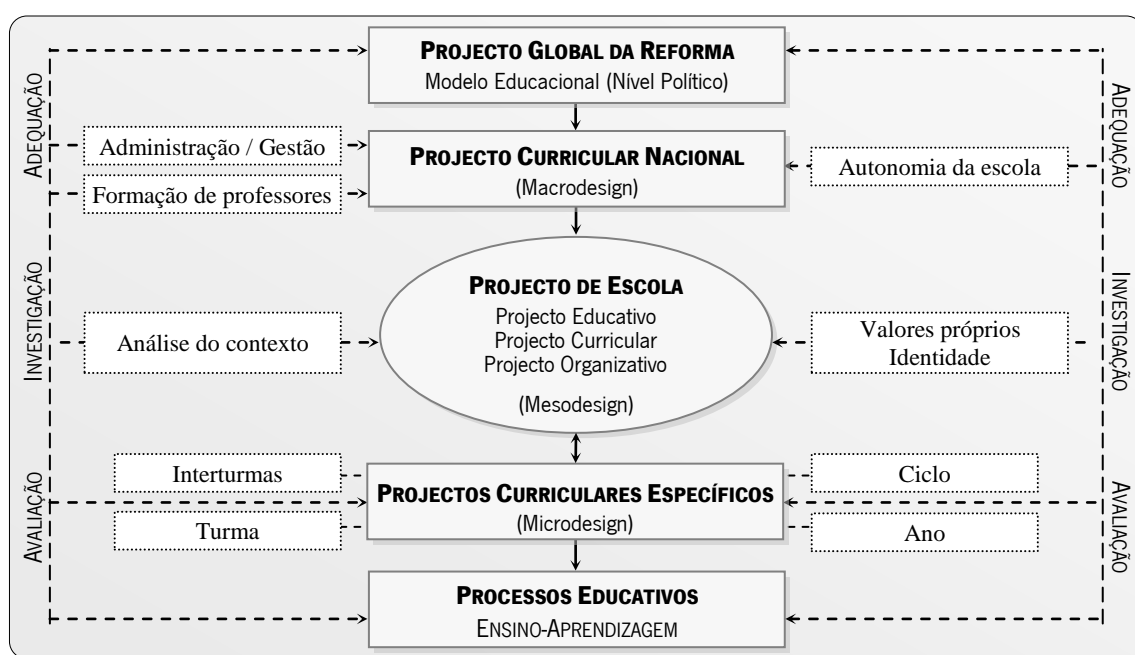 PROJECTO GLOBAL DA REFORMA
Modelo Educacional (Nível Político)
ADEQUAÇÃO
ADEQUAÇÃO
Administração / Gestão
Formação de professores
PROJECTO CURRICULAR NACIONAL
(Macrodesign)
Autonomia da escola
INVESTIGAÇÃO
INVESTIGAÇÃO
Análise do contexto
PROJECTO DE ESCOLA
Projecto Educativo
Projecto Curricular
Projecto Organizativo
(Mesodesign)
Valores próprios
Identidade
AVALIAÇÃO
AVALIAÇÃO
Interturmas
Turma
PROJECTOS CURRICULARES ESPECÍFICOS
(Microdesign)
Ciclo
Ano
PROCESSOS EDUCATIVOS
ENSINO-APRENDIZAGEM